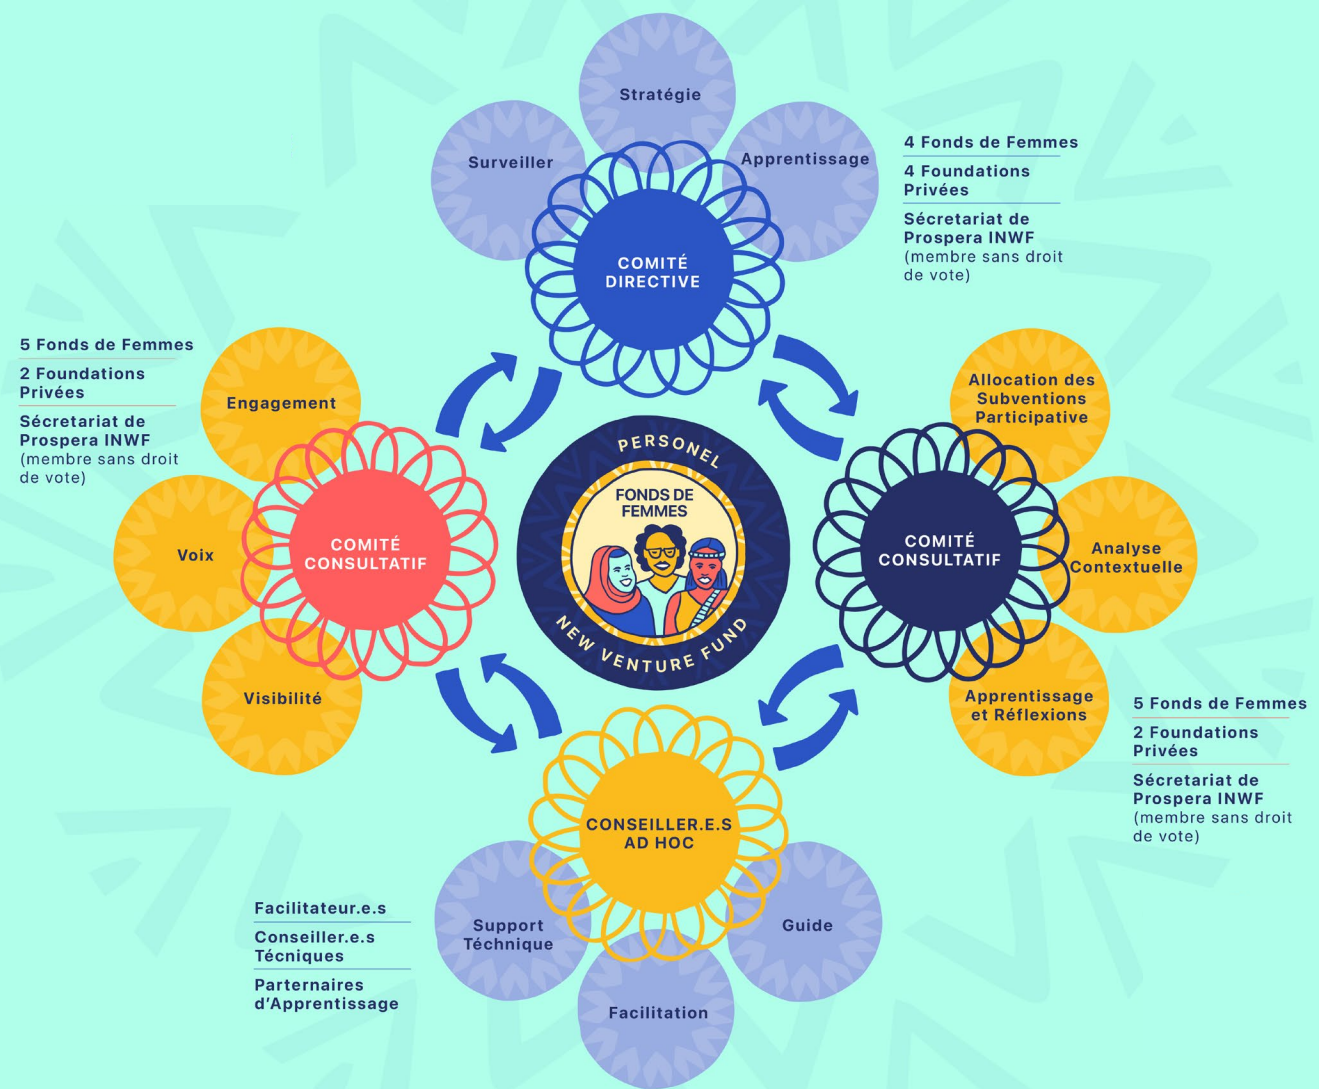 Stratégie
Surveiller
Apprentissage
COMITÉ
DIRECTIVE
4 Fonds de Femmes
4 Foundations
Privées
Sécretariat de
Prospera INWF
(membre sans droit
de vote)
5 Fonds de Femmes
2 Foundations
Privées
Sécretariat de
Prospera INWF
(membre sans droit
de vote)
Engagement
Voix
Visibilité
COMITÉ
CONSULTATIF
PERSONEL
FONDS DE
FEMMES
NEW VENTURE FUND
COMITÉ
CONSULTATIF
Allocation des
Subventions
Participative
Analyse
Contextuelle
Apprentissage
et Réflexions
5 Fonds de Femmes
2 Foundations
Privées
Sécretariat de
Prospera INWF
(membre sans droit
de vote)
CONSEILLER.E.S
AD HOC
Support
Téchnique
Facilitation
Guide
Facilitateur.e.s
Conseiller.e.s
Técniques
Parternaires
d'Apprentissage